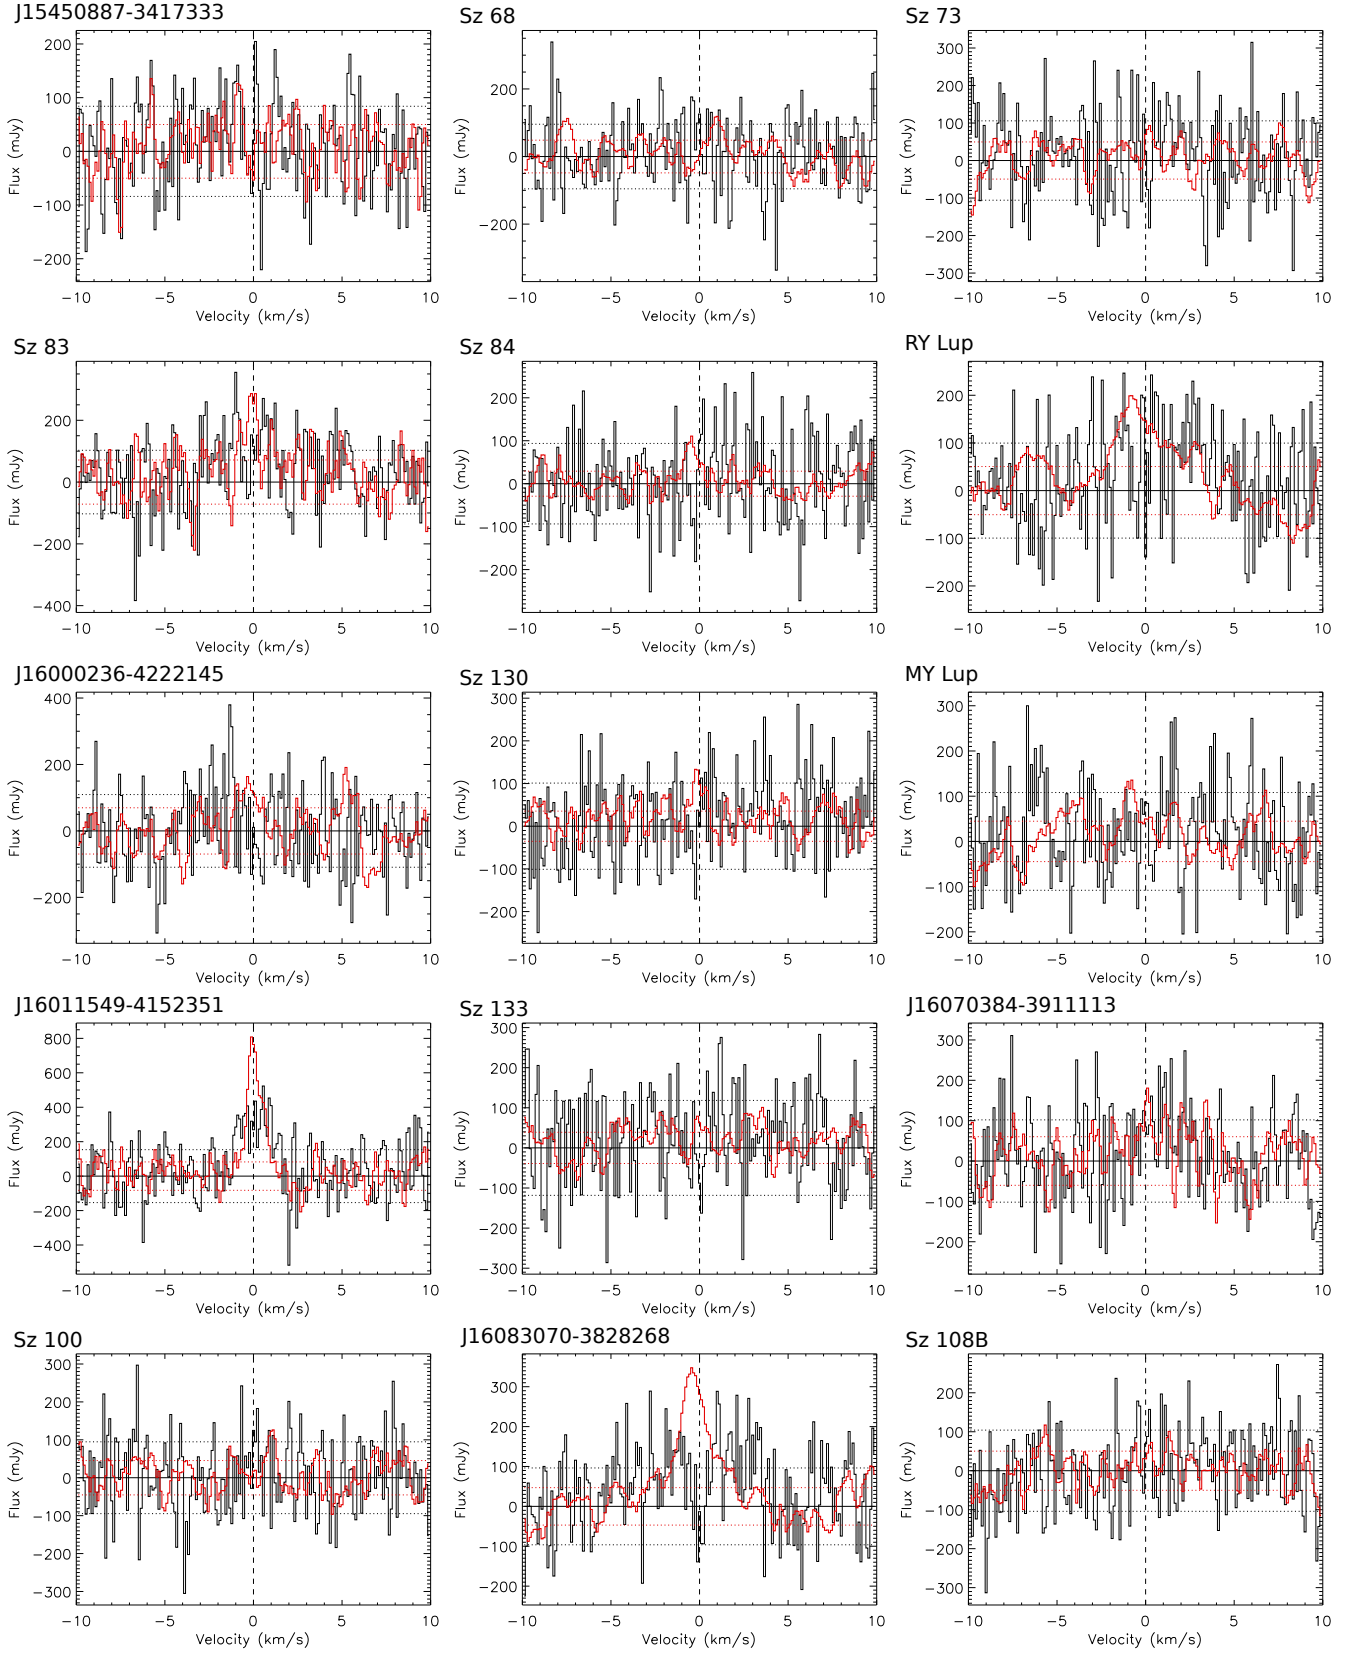 J15450887-3417333
Sz 68
Sz 73
200
100
0
−100
−200
Flux (mJy)
−10 −5 0 5 10
Velocity (km/s)
200
0
−200
Flux (mJy)
−10 −5 0 5 10
Velocity (km/s)
300
200
100
0
−100
−200
−300
Flux (mJy)
−10 −5 0 5 10
Velocity (km/s)
Sz 83
Sz 84
RY Lup
200
0
−200
−400
Flux (mJy)
−10 −5 0 5 10
Velocity (km/s)
200
100
0
−100
−200
Flux (mJy)
−10 −5 0 5 10
Velocity (km/s)
200
100
0
−100
−200
Flux (mJy)
−10 −5 0 5 10
Velocity (km/s)
J16000236-4222145
Sz 130
MY Lup
400
200
0
−200
Flux (mJy)
−10 −5 0 5 10
Velocity (km/s)
300
200
100
0
−100
−200
Flux (mJy)
−10 −5 0 5 10
Velocity (km/s)
300
200
100
0
−100
−200
Flux (mJy)
−10 −5 0 5 10
Velocity (km/s)
J16011549-4152351
Sz 133
J16070384-3911113
800
600
400
200
0
−200
−400
Flux (mJy)
−10 −5 0 5 10
Velocity (km/s)
300
200
100
0
−100
−200
−300
Flux (mJy)
−10 −5 0 5 10
Velocity (km/s)
300
200
100
0
−100
−200
Flux (mJy)
−10 −5 0 5 10
Velocity (km/s)
Sz 100
J16083070-3828268
Sz 108B
300
200
100
0
−100
−200
−300
Flux (mJy)
−10 −5 0 5 10
Velocity (km/s)
300
200
100
0
−100
−200
Flux (mJy)
−10 −5 0 5 10
Velocity (km/s)
200
100
0
−100
−200
−300
Flux (mJy)
−10 −5 0 5 10
Velocity (km/s)